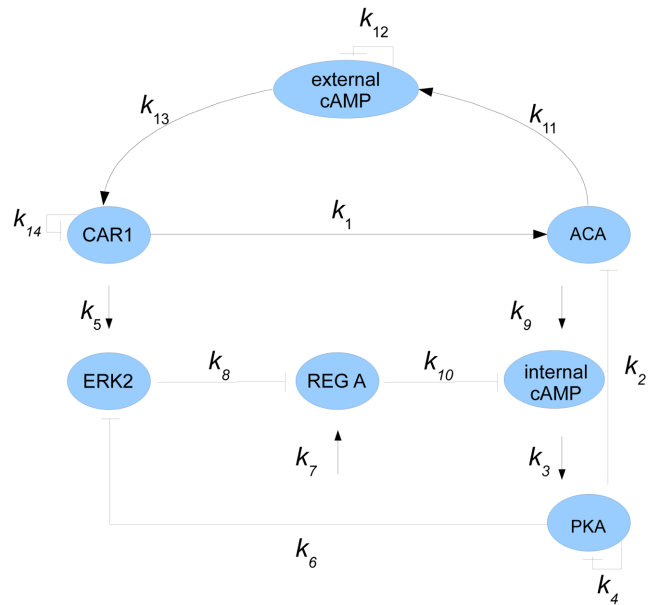 k12
external
cAMP
k13
k11
k14
CAR1
k1
ACA
k5
k9
ERK2
k8
REG A
k10
internal
cAMP
k2
k7
k3
PKA
k6
k4